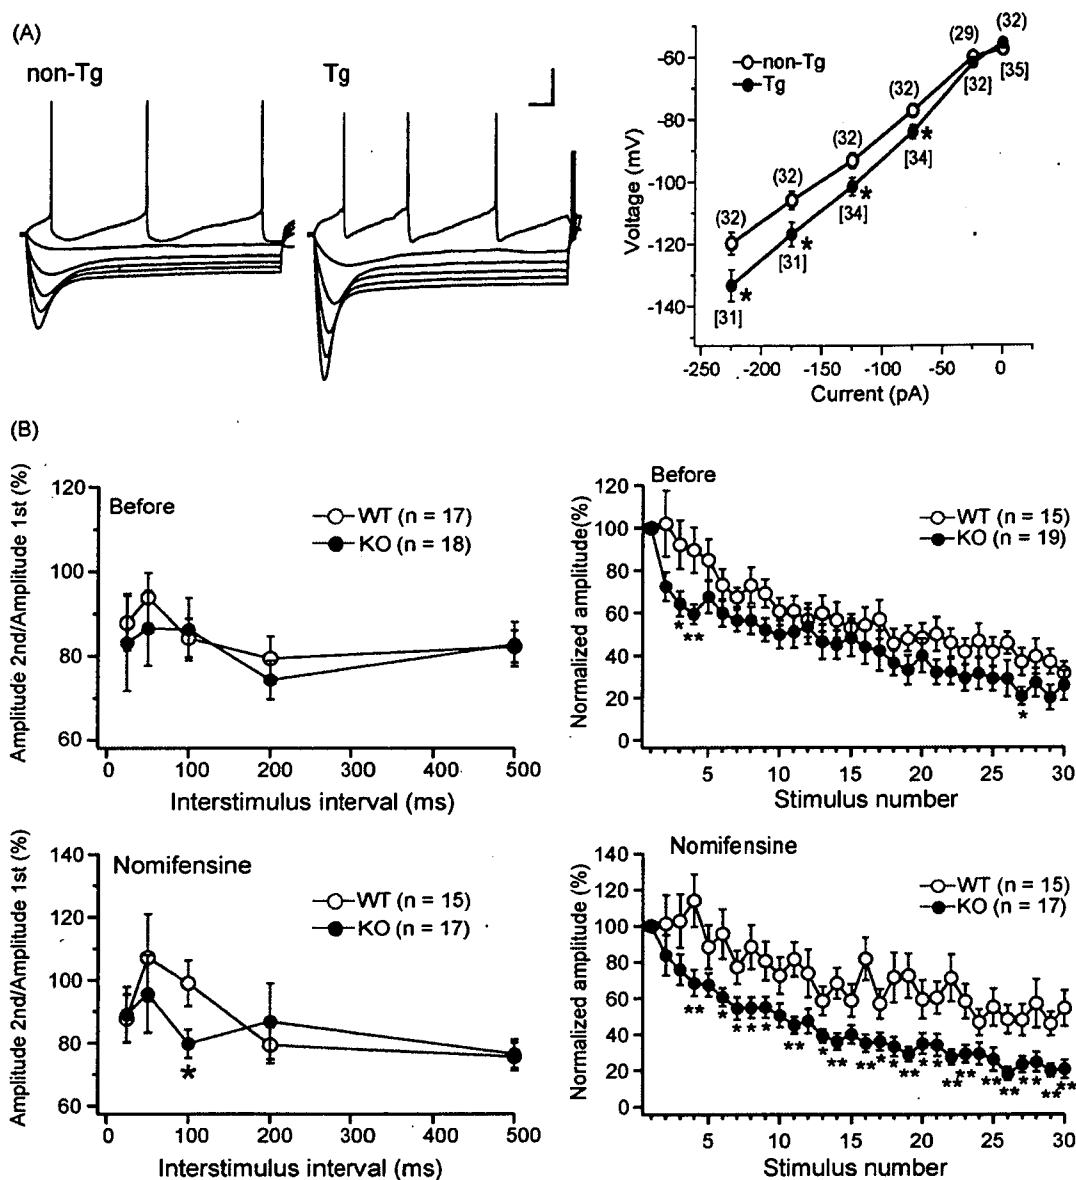 (A)
non-Tg
Tg
non-Tg
Tg
(32)
(29)
[32]
[35]
(32)
[34]
(32)
[34]
(32)
[31]
(32)
[31]
*
*
*
*
-60
-80
-100
-120
-140
Voltage (mV)
-250 -200 -150 -100 -50 0
Current (pA)
(B)
Before
WT (n = 17)
KO (n = 18)
120
100
80
60
Amplitude 2nd/Amplitude 1st (%)
0 100 200 300 400 500
Interstimulus interval (ms)
Before
WT (n = 15)
KO (n = 19)
120
100
80
60
40
20
0
Normalized amplitude(%)
* ** *
5 10 15 20 25 30
Stimulus number
Nomifensine
WT (n = 15)
KO (n = 17)
140
120
100
80
60
Amplitude 2nd/Amplitude 1st (%)
*
0 100 200 300 400 500
Interstimulus interval (ms)
Nomifensine
WT (n = 15)
KO (n = 17)
140
120
100
80
60
40
20
0
Normalized amplitude (%)
** * * * * ** * ** ** * * ** * * ** ** ** ** * * ** **
5 10 15 20 25 30
Stimulus number